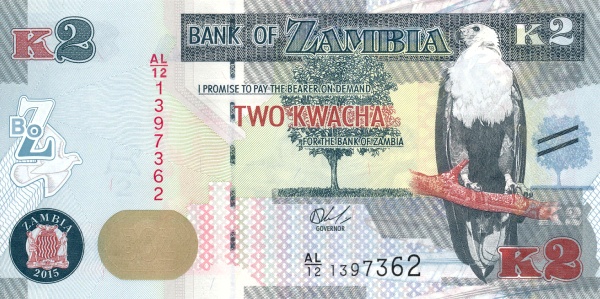 K2
BANK OF ZAMBIA
K2
AL/12 1397362
I PROMISE TO PAY THE BEARER ON DEMAND
TWO KWACHA
FOR THE BANK OF ZAMBIA
BoZ
K2
ZAMBIA
2015
GOVERNOR
AL/12 1397362
K2